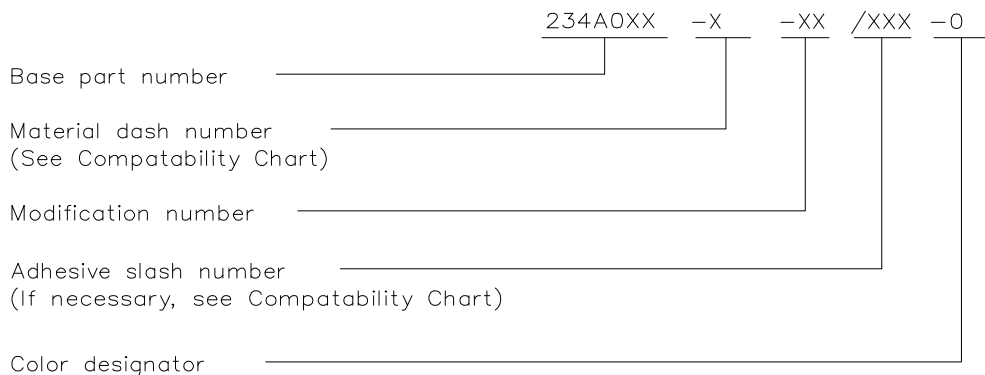 234A0XX -X -XX /XXX -0
Base part number
Material dash number
(See Compatability Chart)
Modification number
Adhesive slash number
(If necessary, see Compatability Chart)
Color designator